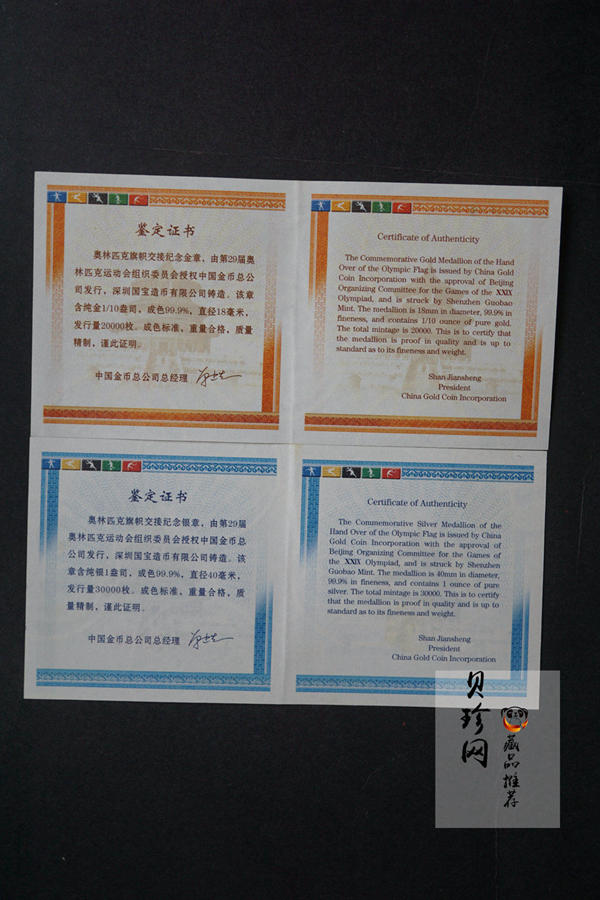 鉴定证书
奥林匹克旗帜交接纪念金章，由第29届奥
林匹克运动会组织委员会授权中国金币总公
司发行，深圳国宝造币有限公司铸造。该章
含纯金1/10盎司，成色99.9%，直径18毫米，
发行量20000枚。成色标准，重量合格，质量
精制，谨此证明。
中国金币总公司总经理
Certificate of Authenticity
The Commemorative Gold Medallion of the Hand
Over of the Olympic Flag is issued by China Gold
Coin Incorporation with the approval of Beijing
Organizing Committee for the Games of the XXIX
Olympiad, and is struck by Shenzhen Guobao
Mint. The medallion is 18mm in diameter, 99.9% in
fineness, and contains 1/10 ounce of pure gold.
The total mintage is 20000. This is to certify that
the medallion is proof in quality and is up to
standard as to its fineness and weight.
Shan Jiansheng
President
China Gold Coin Incorporation
鉴定证书
奥林匹克旗帜交接纪念银章，由第29届
奥林匹克运动会组织委员会授权中国金币总
公司发行，深圳国宝造币有限公司铸造。该
章含纯银1盎司，成色99.9%，直径40毫米，发
行量30000枚。成色标准，重量合格，质
量精制，谨此证明。
中国金币总公司总经理
Certificate of Authenticity
The Commemorative Silver Medallion of the
Hand Over of the Olympic Flag is issued by China
Gold Coin Incorporation with the approval of
Beijing Organizing Committee for the Games of
the XXIX Olympiad, and is struck by Shenzhen
Guobao Mint. The medallion is 40mm in diameter,
99.9% in fineness, and contains 1 ounce of pure
silver. The total mintage is 30000. This is to certify
that the medallion is proof in quality and is up to
standard as to its fineness and weight.
Shan Jiansheng
President
China Gold Coin Incorporation
贝珍网
藏品推荐